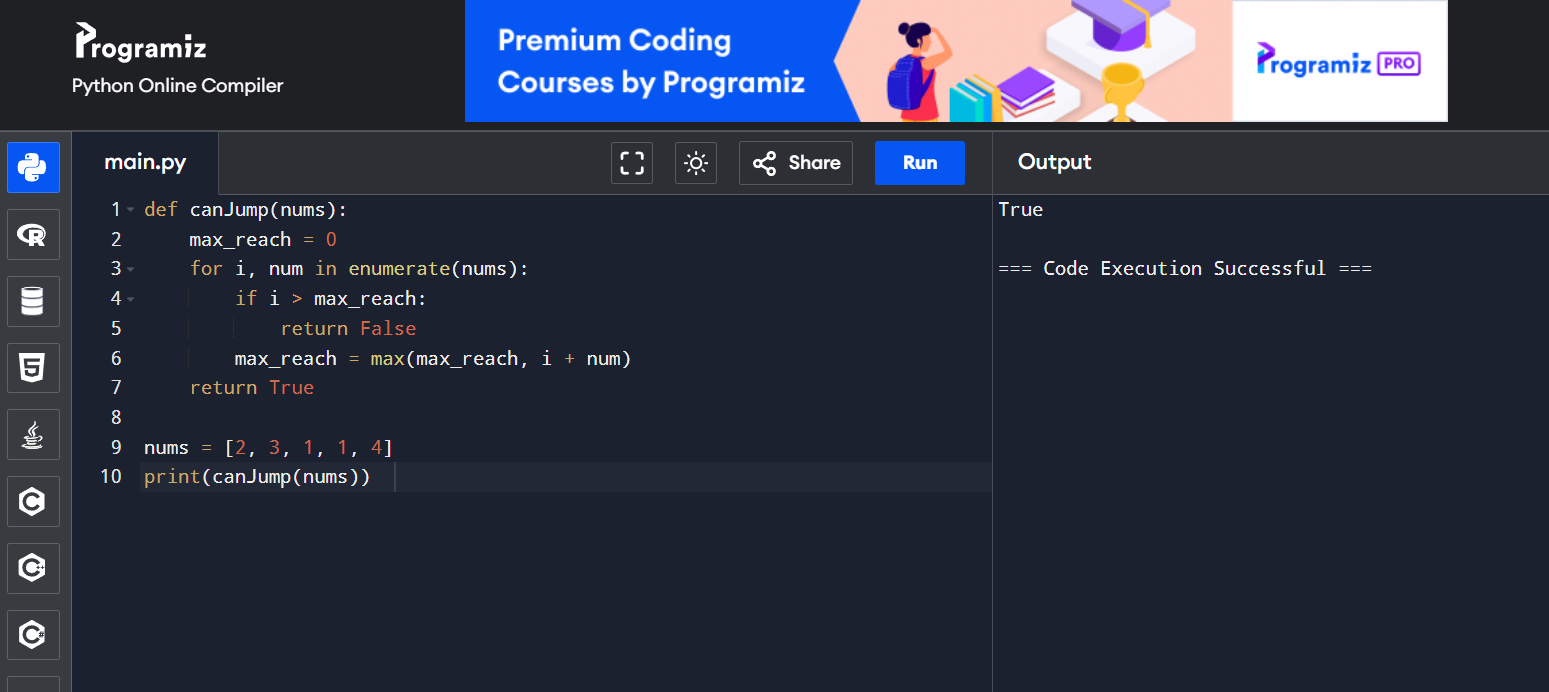 Programiz
Python Online Compiler
Premium Coding
Courses by Programiz
Programiz PRO
main.py
Share
Run
Output
1 def canJump(nums):
2     max_reach = 0
3     for i, num in enumerate(nums):
4         if i > max_reach:
5             return False
6         max_reach = max(max_reach, i + num)
7     return True
8
9 nums = [2, 3, 1, 1, 4]
10 print(canJump(nums))
True
=== Code Execution Successful ===